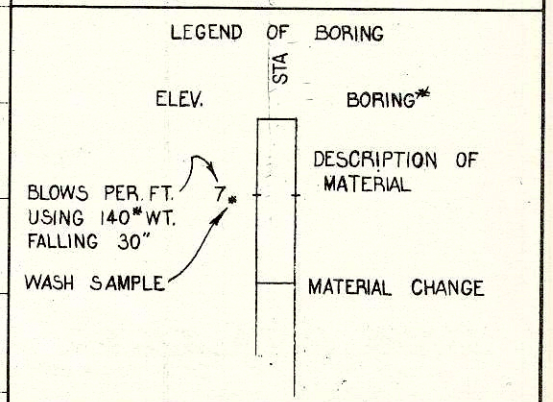 LEGEND OF BORING
STA
ELEV.
BORING#
DESCRIPTION OF
MATERIAL
BLOWS PER. FT.
USING 140# WT.
FALLING 30"
7*
WASH SAMPLE
MATERIAL CHANGE